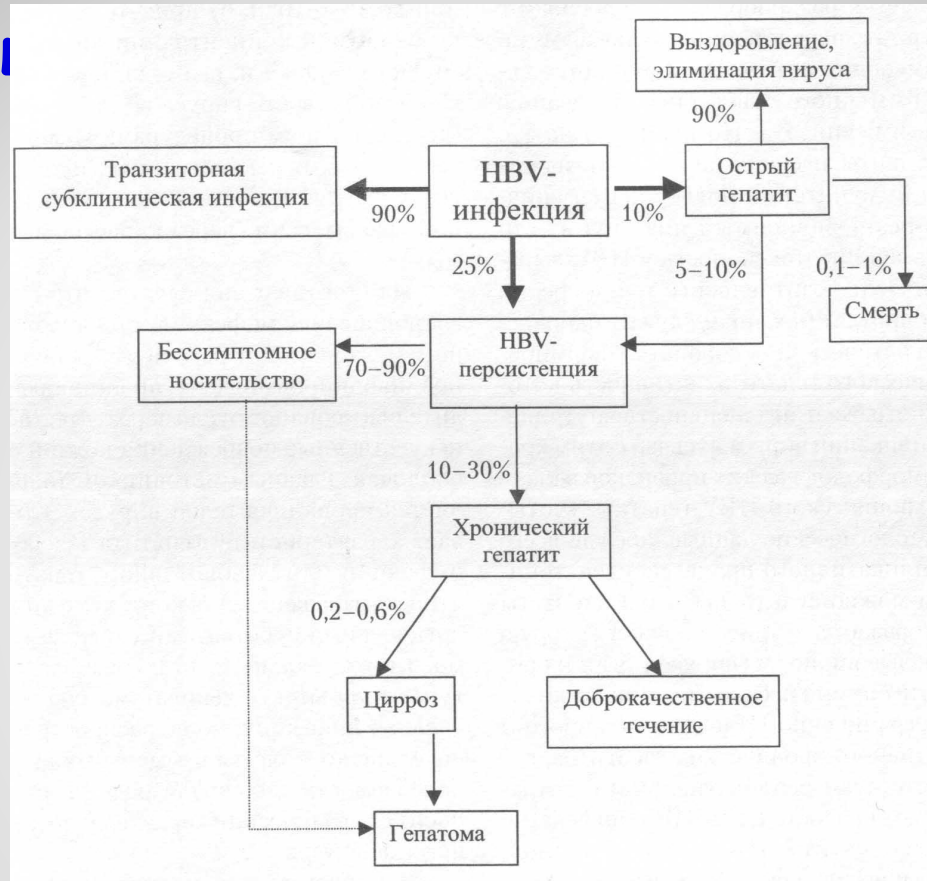 Выздоровление,
элиминация вируса
90%
Транзиторная
субклиническая инфекция
90%
HBV-
инфекция
10%
Острый
гепатит
25%
5–10%
0,1–1%
Смерть
Бессимптомное
носительство
70–90%
HBV-
персистенция
10–30%
Хронический
гепатит
0,2–0,6%
Цирроз
Доброкачественное
течение
Гепатома